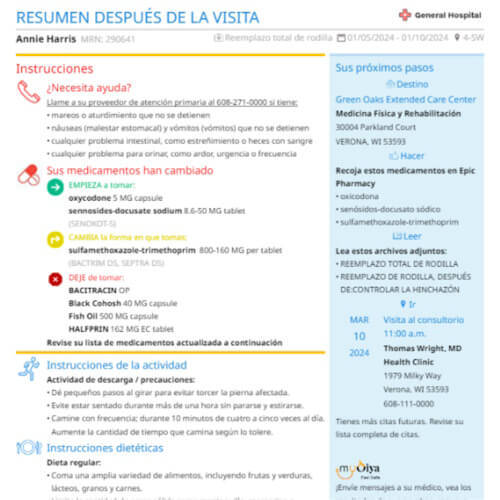 RESUMEN DESPUÉS DE LA VISITA
General Hospital
Annie Harris MRN: 290641
Reemplazo total de rodilla 01/05/2024 - 01/10/2024 4-SW
Instrucciones
¿Necesita ayuda?
Llame a su proveedor de atención primaria al 608-271-0000 si tiene:
• mareos o aturdimiento que no se detienen
• náuseas (malestar estomacal) y vómitos (vómitos) que no se detienen
• cualquier problema intestinal, como estreñimiento o heces con sangre
• cualquier problema para orinar, como ardor, urgencia o frecuencia
Sus medicamentos han cambiado
EMPIEZA a tomar:
oxycodone 5 MG capsule
sennosides-docusate sodium 8.6-50 MG tablet
(SENOKOT-S)
CAMBIA la forma en que tomas:
sulfamethoxazole-trimethoprim 800-160 MG per tablet
(BACTRIM DS, SEPTRA DS)
DEJE de tomar:
BACITRACIN OP
Black Cohosh 40 MG capsule
Fish Oil 500 MG capsule
HALFPRIN 162 MG EC tablet
Revise su lista de medicamentos actualizada a continuación
Instrucciones de la actividad
Actividad de descarga / precauciones:
• Dé pequeños pasos al girar para evitar torcer la pierna afectada.
• Evite estar sentado durante más de una hora sin pararse y estirarse.
• Camine con frecuencia; durante 10 minutos de cuatro a cinco veces al día.
Aumente la cantidad de tiempo que camina según lo tolere.
Instrucciones dietéticas
Dieta regular:
• Coma una amplia variedad de alimentos, incluyendo frutas y verduras,
lácteos, granos y carnes.
Sus próximos pasos
Destino
Green Oaks Extended Care Center
Medicina Física y Rehabilitación
30004 Parkland Court
VERONA, WI 53593
Hacer
Recoja estos medicamentos en Epic
Pharmacy
• oxicodona
• senósidos-docusato sódico
• sulfametoxazole-trimetoprim
Leer
Lea estos archivos adjuntos:
• REEMPLAZO TOTAL DE RODILLA
• REEMPLAZO DE RODILLA, DESPUÉS
DE:CONTROLAR LA HINCHAZÓN
Ir
MAR
10
2024
Visita al consultorio
11:00 a.m.
Thomas Wright, MD
Health Clinic
1979 Milky Way
Verona, WI 53593
608-111-0000
Tienes más citas futuras. Revise su
lista completa de citas.
myOiya
¡Envíe mensajes a su médico, vea los